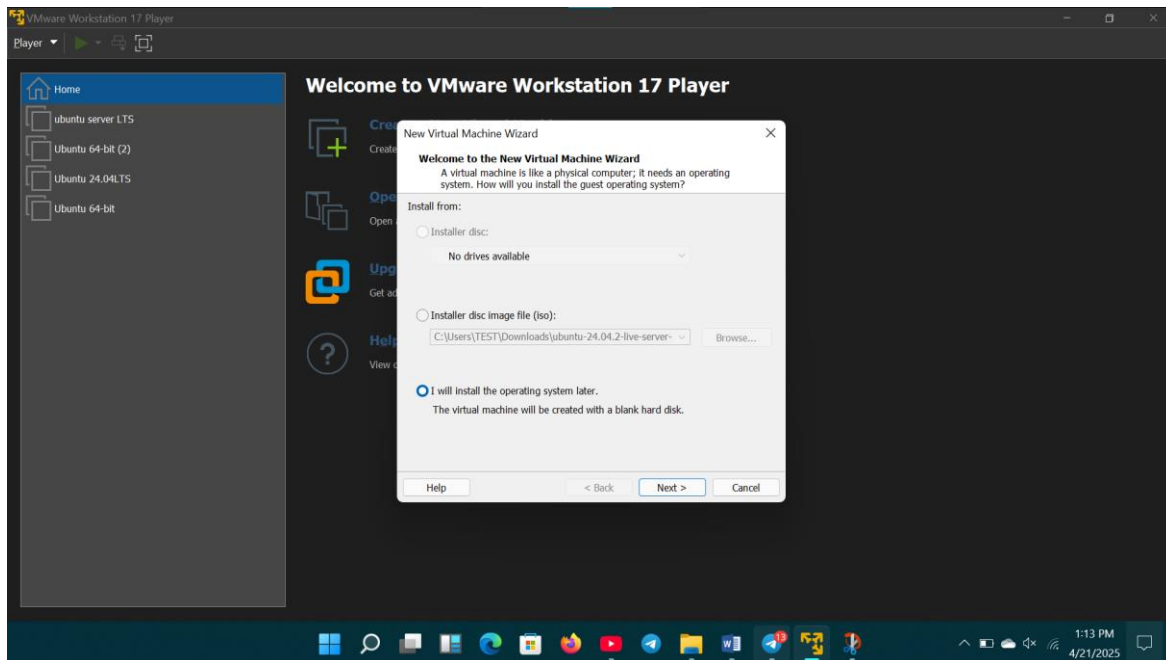 VMware Workstation 17 Player
Player
Home
ubuntu server LTS
Ubuntu 64-bit (2)
Ubuntu 24.04LTS
Ubuntu 64-bit
Welcome to VMware Workstation 17 Player
Cre
Create
Ope
Open
Upg
Get ad
Help
View
New Virtual Machine Wizard
Welcome to the New Virtual Machine Wizard
A virtual machine is like a physical computer; it needs an operating
system. How will you install the guest operating system?
Install from:
Installer disc:
No drives available
Installer disc image file (iso):
C:\Users\TEST\Downloads\ubuntu-24.04.2-live-server-
Browse...
I will install the operating system later.
The virtual machine will be created with a blank hard disk.
Help
< Back
Next >
Cancel
13
1:13 PM
4/21/2025